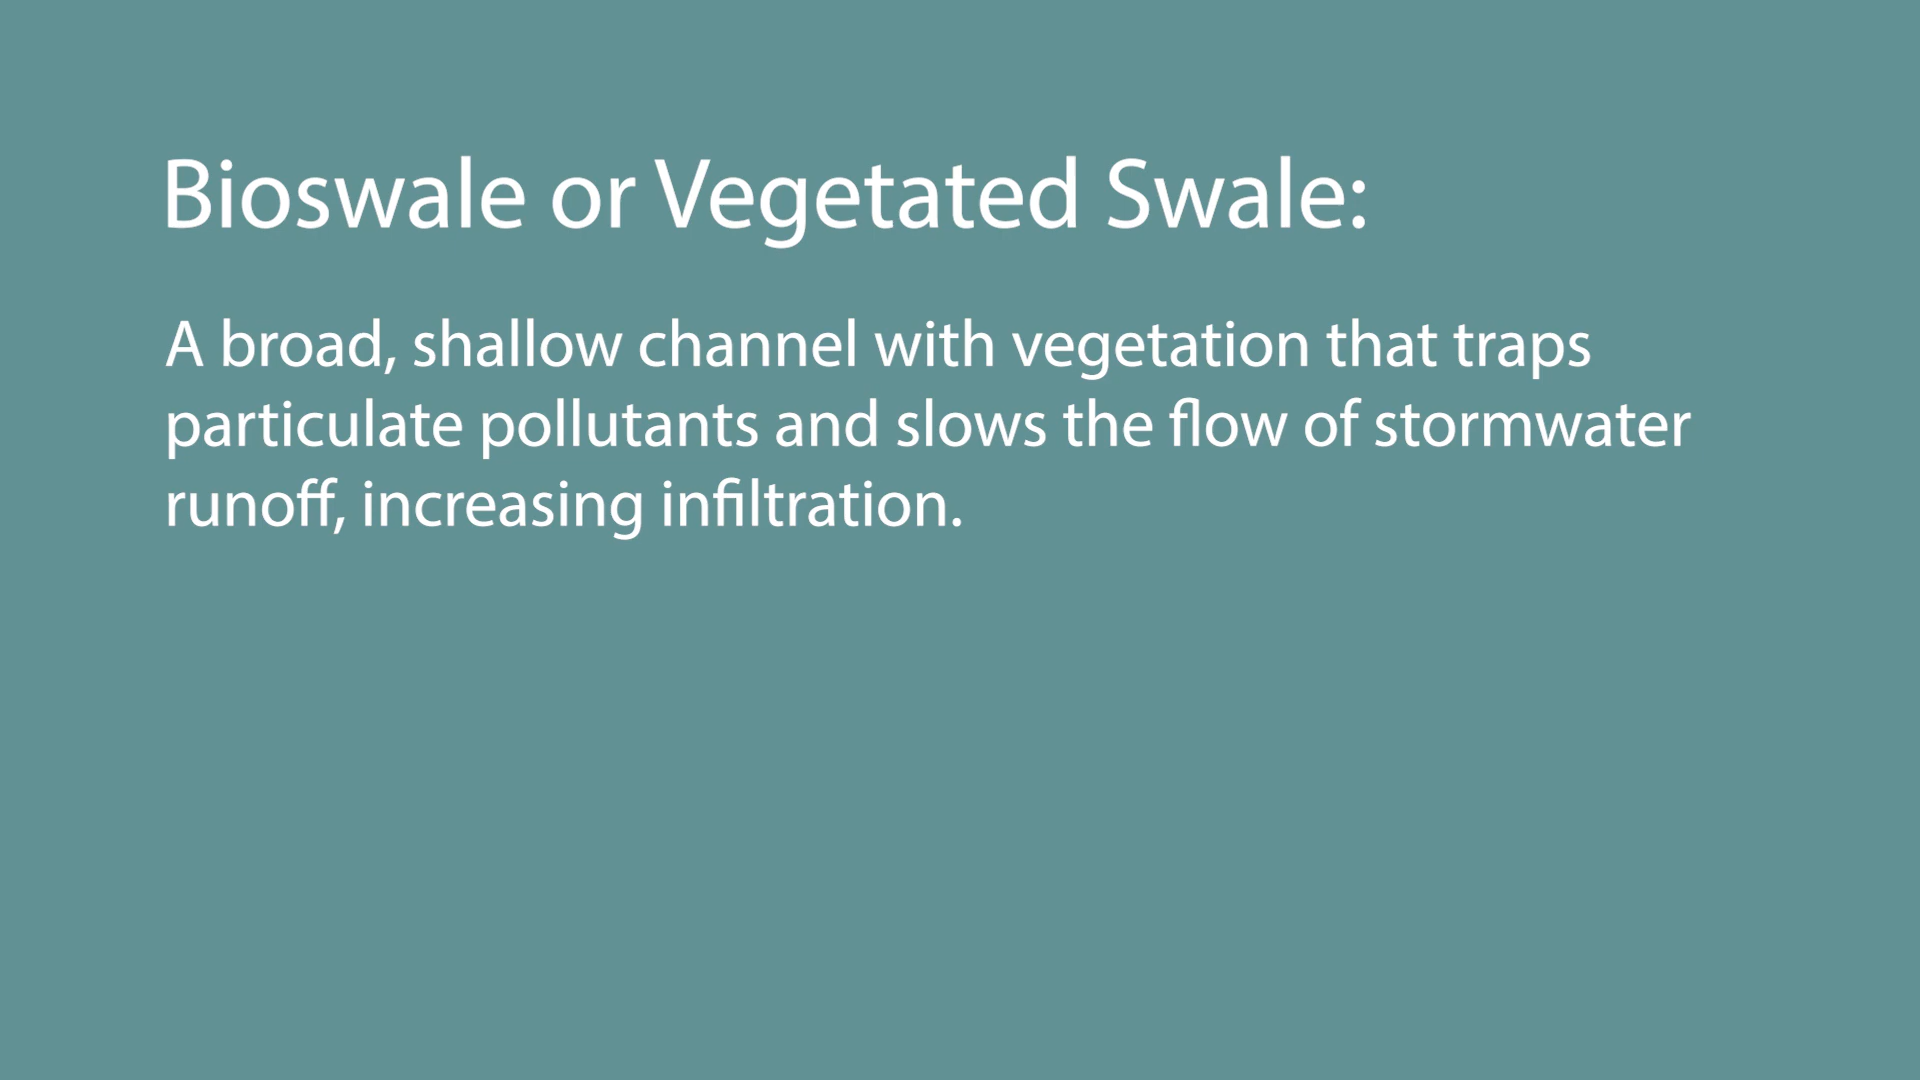 Bioswale or Vegetated Swale:
A broad, shallow channel with vegetation that traps
particulate pollutants and slows the flow of stormwater
runoff, increasing infiltration.